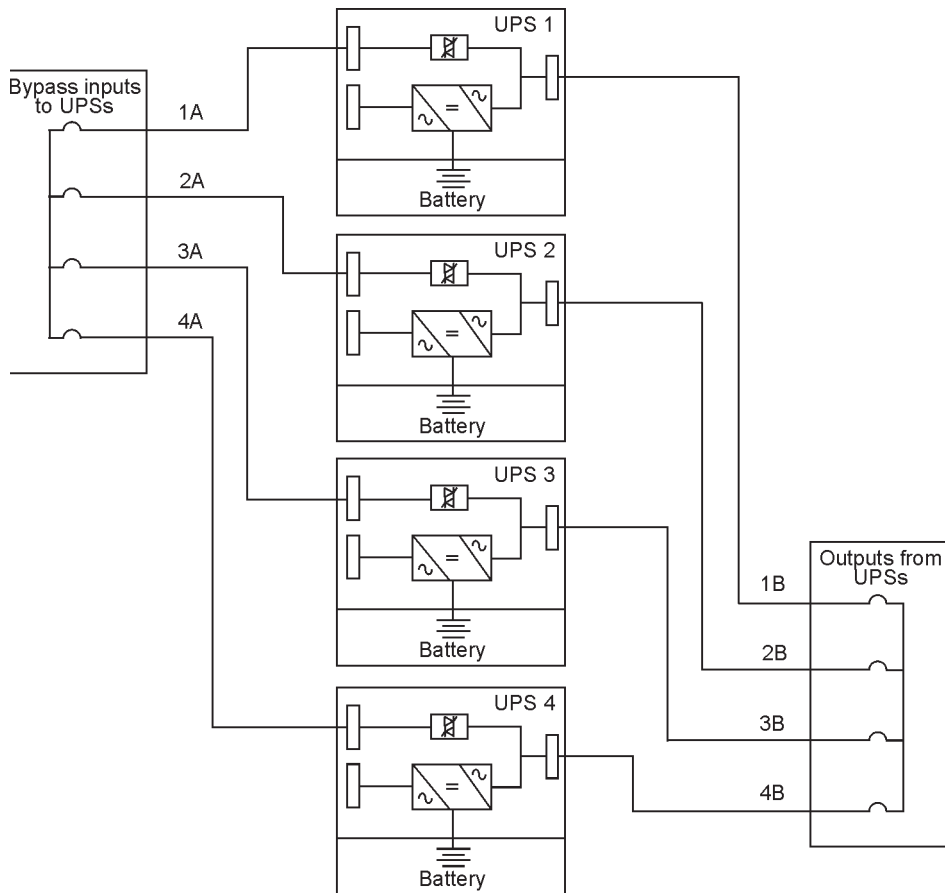 Bypass inputs
to UPSs
1A
2A
3A
4A
UPS 1
Battery
UPS 2
Battery
UPS 3
Battery
UPS 4
Battery
Outputs from
UPSs
1B
2B
3B
4B